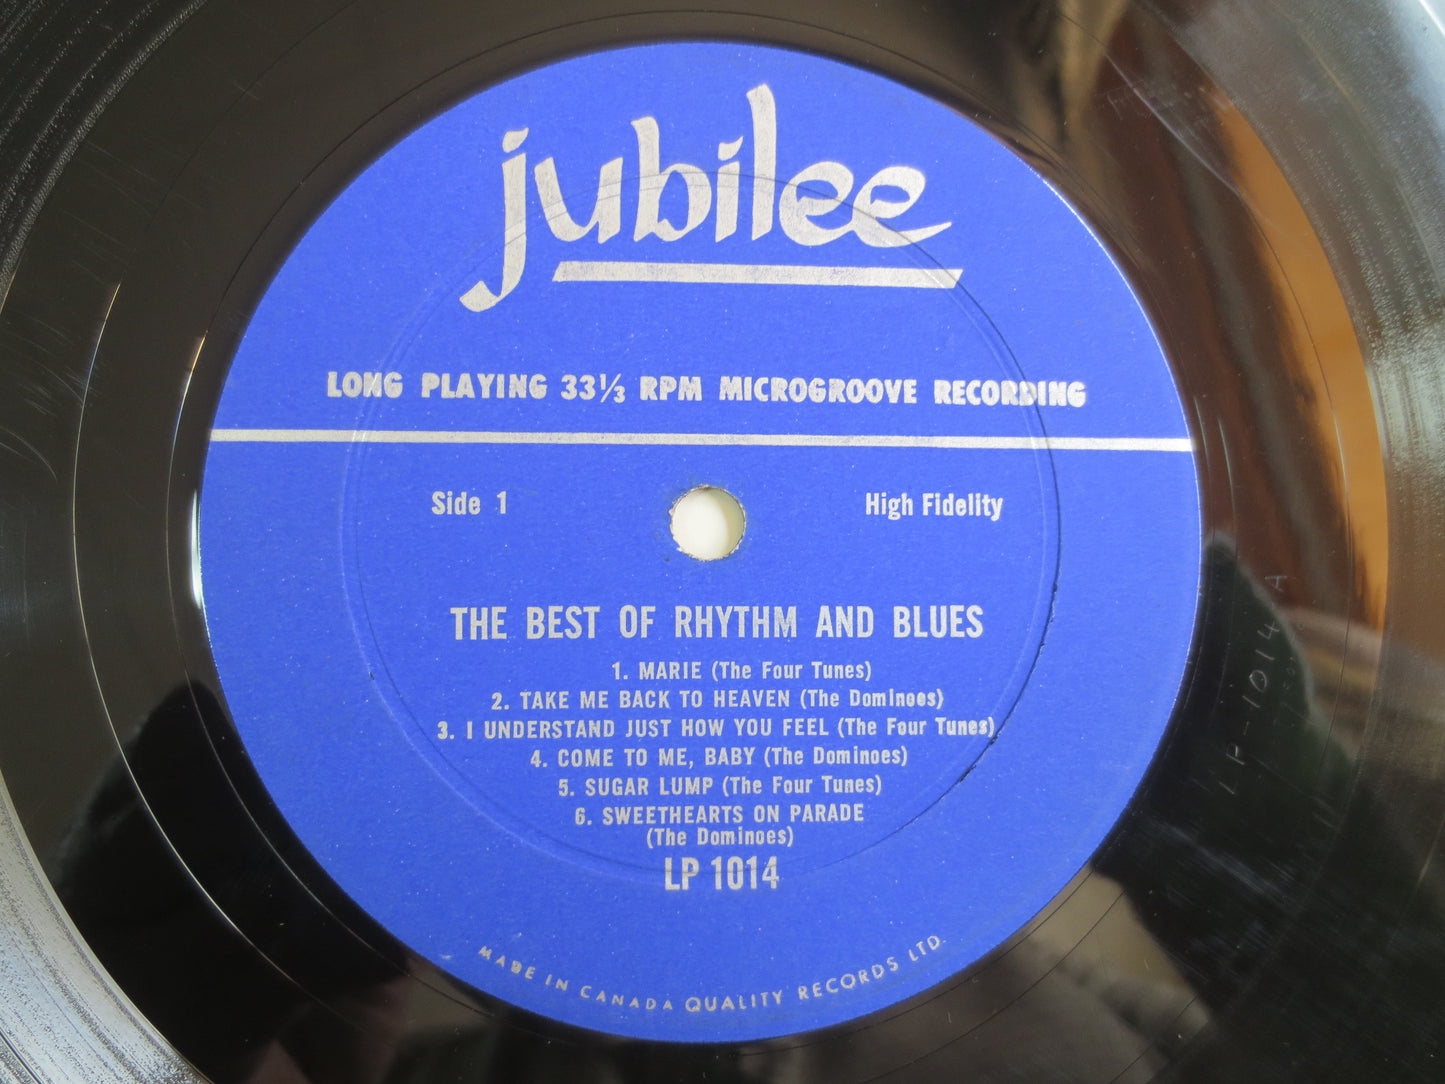 jubilee
LONG PLAYING 33⅓ RPM MICROGROOVE RECORDING
Side 1
High Fidelity
THE BEST OF RHYTHM AND BLUES
1. MARIE (The Four Tunes)
2. TAKE ME BACK TO HEAVEN (The Dominoes)
3. I UNDERSTAND JUST HOW YOU FEEL (The Four Tunes)
4. COME TO ME, BABY (The Dominoes)
5. SUGAR LUMP (The Four Tunes)
6. SWEETHEARTS ON PARADE
(The Dominoes)
LP 1014
MADE IN CANADA QUALITY RECORDS LTD.
LP-1014 A